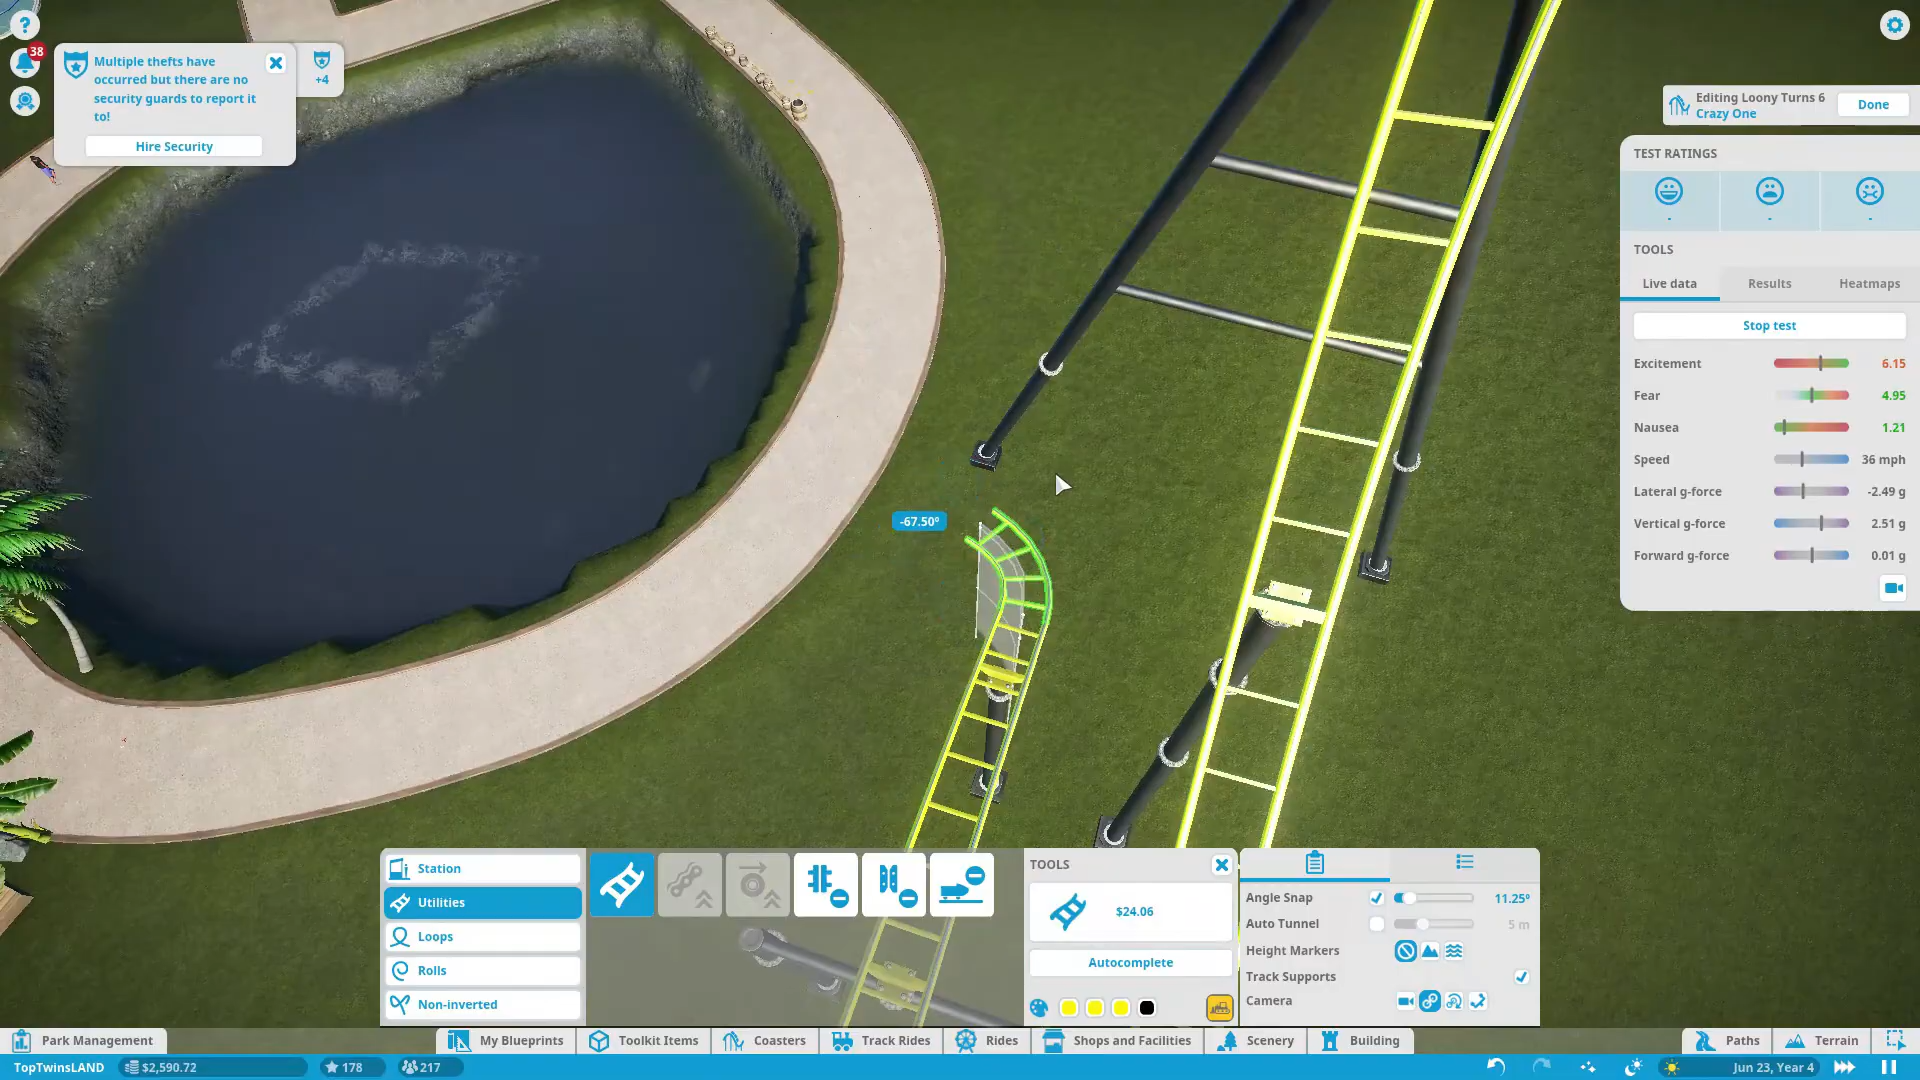 ?
38
Multiple thefts have
occurred but there are no
security guards to report it
to!
Hire Security
+4
Editing Loony Turns 6
Crazy One
Done
TEST RATINGS
-
-
-
TOOLS
Live data
Results
Heatmaps
Stop test
Excitement
6.15
Fear
4.95
Nausea
1.21
Speed
36 mph
Lateral g-force
-2.49 g
Vertical g-force
2.51 g
Forward g-force
0.01 g
-67.50°
Station
Utilities
Loops
Rolls
Non-inverted
TOOLS
$24.06
Autocomplete
Angle Snap
11.25°
Auto Tunnel
5 m
Height Markers
Track Supports
Camera
Park Management
My Blueprints
Toolkit Items
Coasters
Track Rides
Rides
Shops and Facilities
Scenery
Building
Paths
Terrain
TopTwinsLAND
$2,590.72
178
217
Jun 23, Year 4